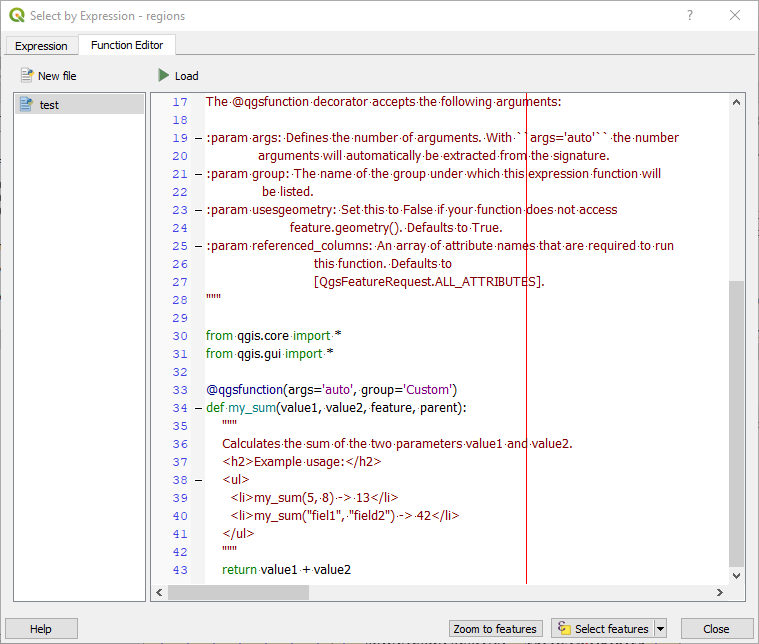 Select by Expression - regions
Expression
Function Editor
New file
Load
test
17 The @qgsfunction decorator accepts the following arguments:
18
19 :param args: Defines the number of arguments. With ``args='auto'`` the number
20 arguments will automatically be extracted from the signature.
21 :param group: The name of the group under which this expression function will
22 be listed.
23 :param usesgeometry: Set this to False if your function does not access
24 feature.geometry(). Defaults to True.
25 :param referenced_columns: An array of attribute names that are required to run
26 this function. Defaults to
27 [QgsFeatureRequest.ALL_ATTRIBUTES].
28 """
29
30 from qgis.core import *
31 from qgis.gui import *
32
33 @qgsfunction(args='auto', group='Custom')
34 def my_sum(value1, value2, feature, parent):
35 """
36 Calculates the sum of the two parameters value1 and value2.
37 <h2>Example usage:</h2>
38 <ul>
39 <li>my_sum(5, 8) -> 13</li>
40 <li>my_sum("fiel1", "field2") -> 42</li>
41 </ul>
42 """
43 return value1 + value2
Help
Zoom to features
Select features
Close